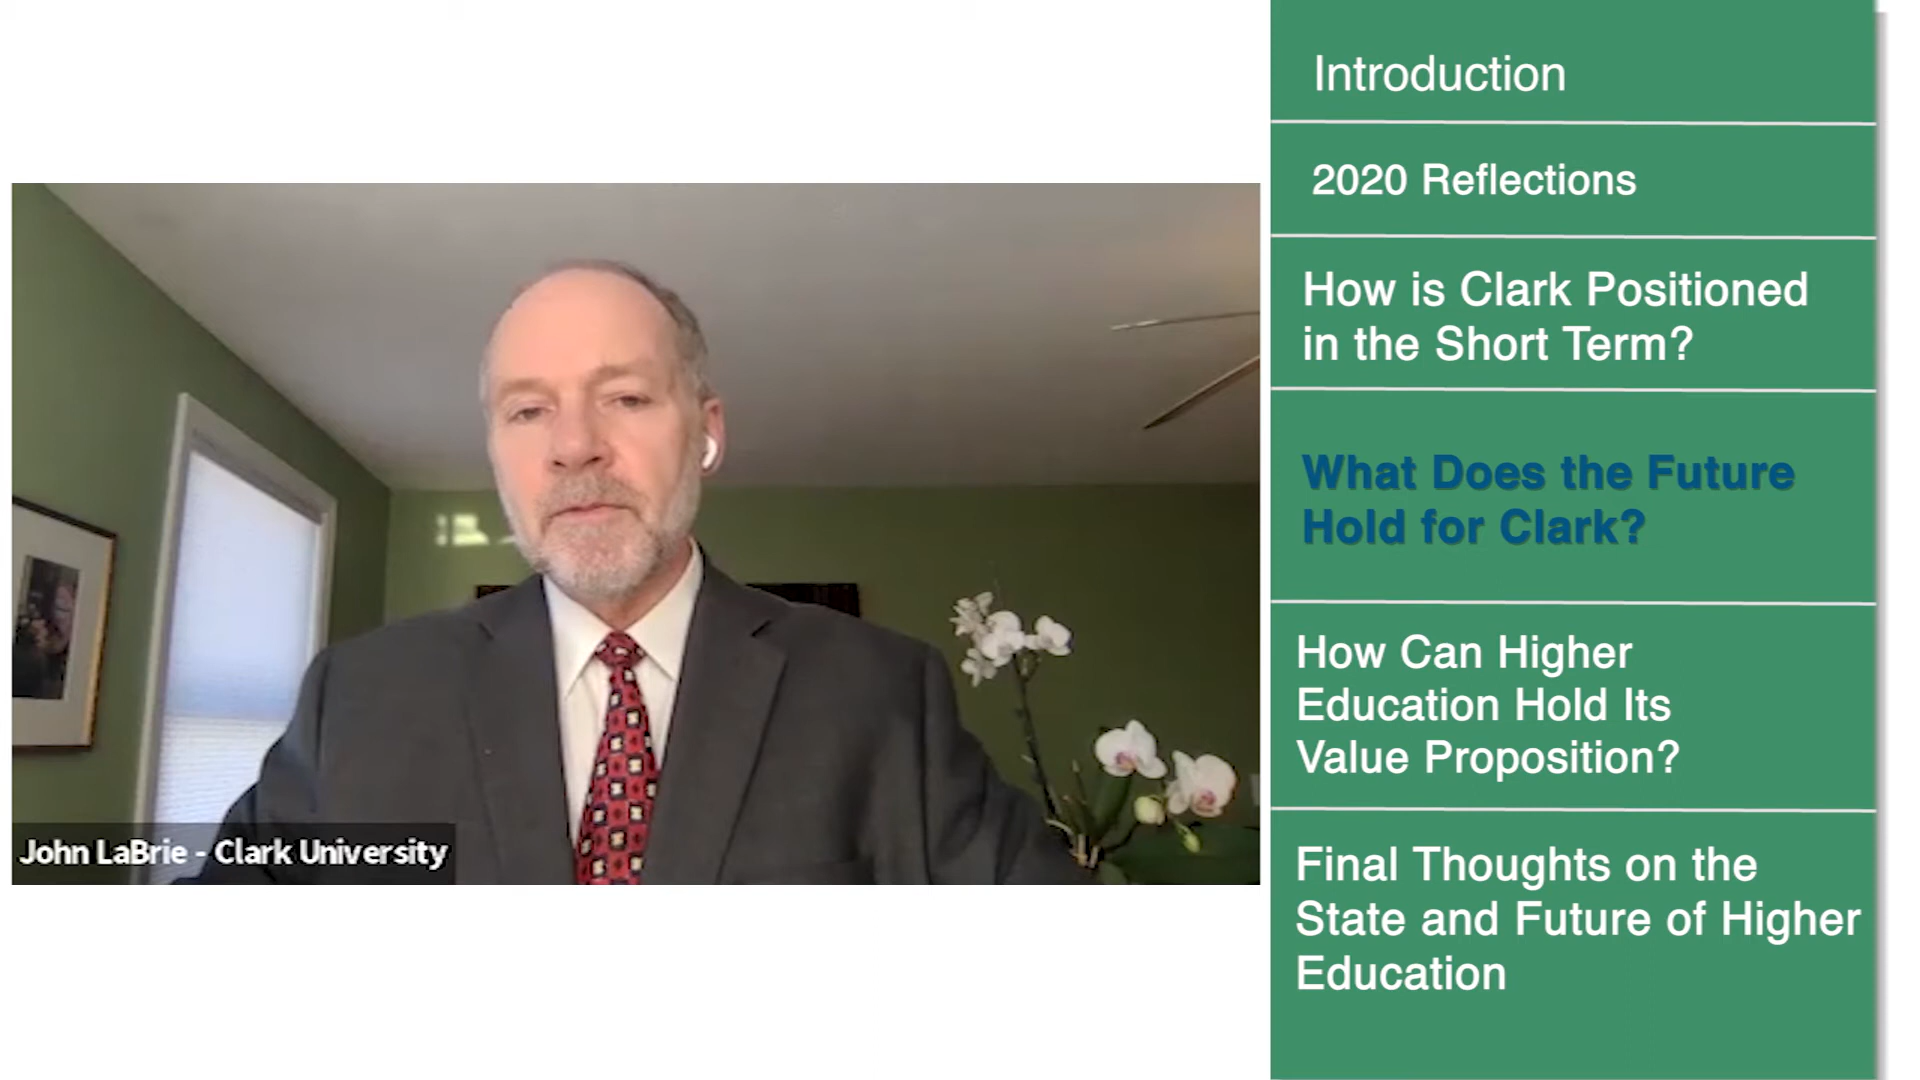 John LaBrie - Clark University
Introduction
2020 Reflections
How is Clark Positioned
in the Short Term?
What Does the Future
Hold for Clark?
How Can Higher
Education Hold Its
Value Proposition?
Final Thoughts on the
State and Future of Higher
Education